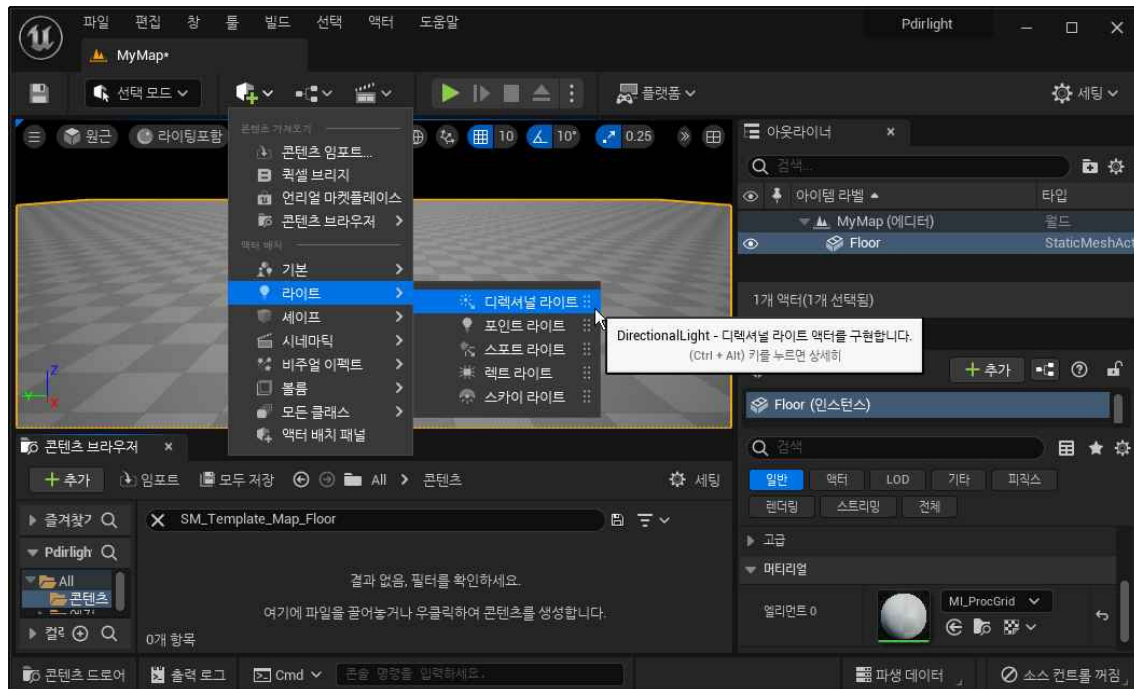 파일 편집 창 툴 빌드 선택 액터 도움말 Pdirlight
MyMap•
선택 모드 플랫폼 세팅
원근 라이팅포함 10 10° 0.25
콘텐츠 가져오기
콘텐츠 임포트...
퀵셀 브리지
언리얼 마켓플레이스
콘텐츠 브라우저
액터 배치
기본
라이트
셰이프
시네마틱
비주얼 이펙트
볼륨
모든 클래스
액터 배치 패널
디렉셔널 라이트
포인트 라이트
스포트 라이트
렉트 라이트
스카이 라이트
DirectionalLight - 디렉셔널 라이트 액터를 구현합니다.
(Ctrl + Alt) 키를 누르면 상세히
Z
Y
X
아웃라이너
검색...
아이템 라벨 타입
MyMap (에디터) 월드
Floor StaticMeshAct
1개 액터(1개 선택됨)
추가
Floor (인스턴스)
검색
일반 액터 LOD 기타 피직스
렌더링 스트리밍 전체
고급
머티리얼
엘리먼트 0 MI_ProcGrid
콘텐츠 브라우저
추가 임포트 모두 저장 All 콘텐츠 세팅
즐겨찾기
SM_Template_Map_Floor
Pdirligh
All
콘텐츠
결과 없음, 필터를 확인하세요.
여기에 파일을 끌어놓거나 우클릭하여 콘텐츠를 생성합니다.
0개 항목
콘텐츠 드로어 출력 로그 Cmd 콘솔 명령을 입력하세요. 파생 데이터 소스 컨트롤 꺼짐